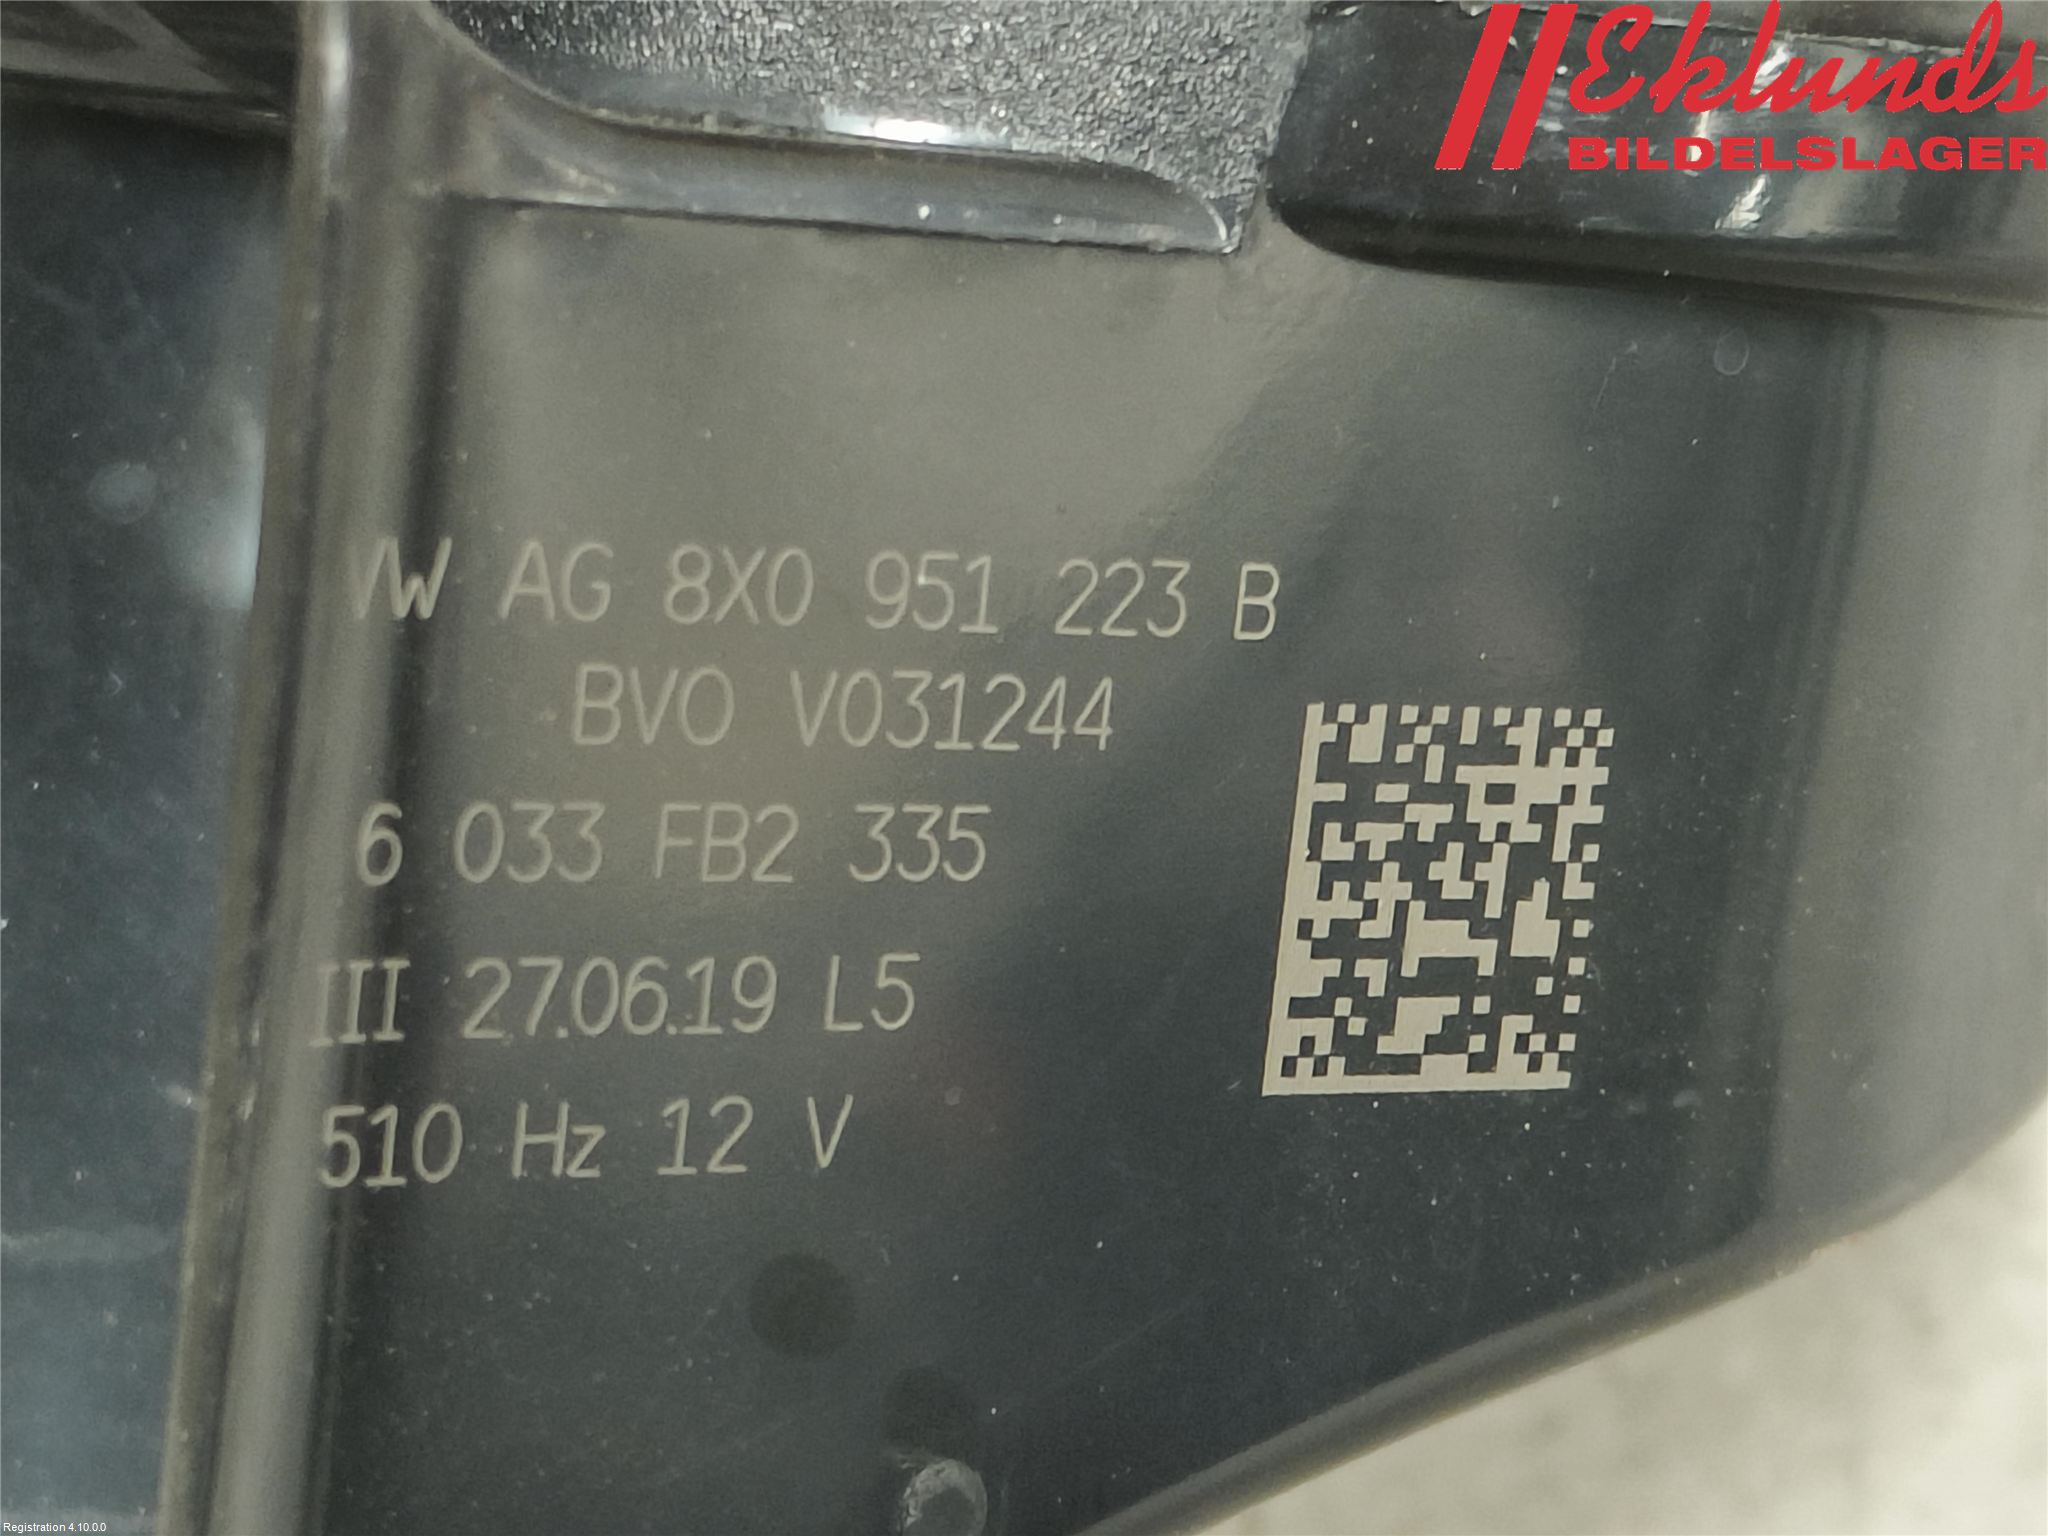 Eklunds
BILDELSLAGER
VW AG 8X0 951 223 B
BVO V031244
6 033 FB2 335
III 27.06.19 L5
510 Hz 12 V
Registration 4.10.0.0